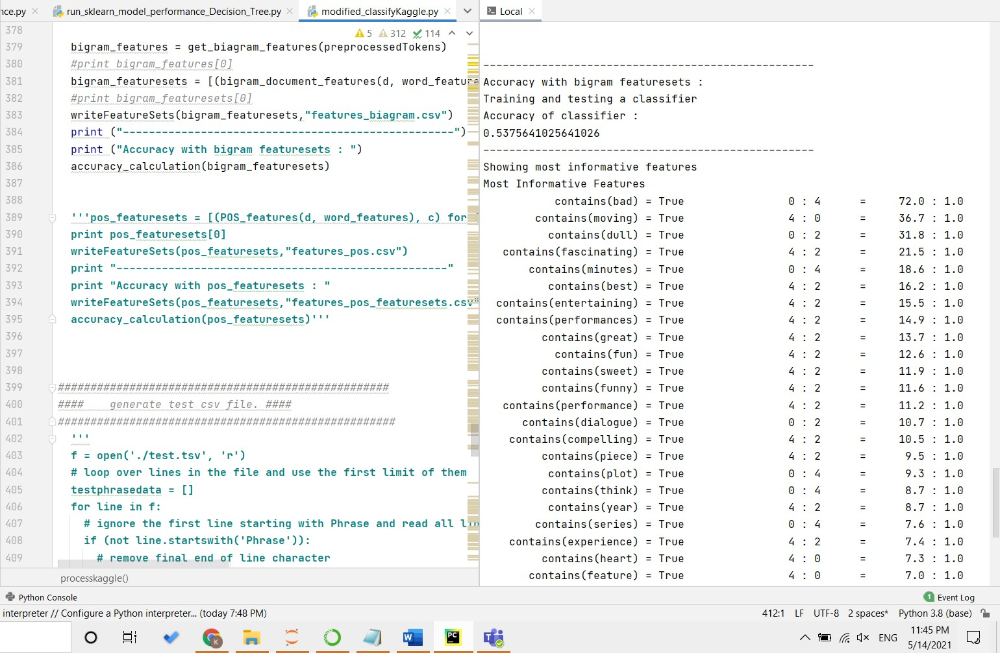 nce.py
run_sklearn_model_performance_Decision_Tree.py
modified_classifyKaggle.py
Local
5 312 114
378
379 bigram_features = get_biagram_features(preprocessedTokens)
380 #print bigram_features[0]
381 bigram_featuresets = [(bigram_document_features(d, word_feature
382 #print bigram_featuresets[0]
383 writeFeatureSets(bigram_featuresets,"features_biagram.csv")
384 print ("---------------------------------------------------")
385 print ("Accuracy with bigram featuresets : ")
386 accuracy_calculation(bigram_featuresets)
387
388
389 '''pos_featuresets = [(POS_features(d, word_features), c) for (
390 print pos_featuresets[0]
391 writeFeatureSets(pos_featuresets,"features_pos.csv")
392 print "---------------------------------------------------"
393 print "Accuracy with pos_featuresets : "
394 writeFeatureSets(pos_featuresets,"features_pos_featuresets.csv"
395 accuracy_calculation(pos_featuresets)'''
396
397
398
399 ###################################################
400 #### generate test csv file. ####
401 ####################################################
402 '''
403 f = open('./test.tsv', 'r')
404 # loop over lines in the file and use the first limit of them
405 testphrasedata = []
406 for line in f:
407 # ignore the first line starting with Phrase and read all lin
408 if (not line.startswith('Phrase')):
409 # remove final end of line character
processkaggle()
---------------------------------------------------
Accuracy with bigram featuresets :
Training and testing a classifier
Accuracy of classifier :
0.5375641025641026
---------------------------------------------------
Showing most informative features
Most Informative Features
contains(bad) = True 0 : 4 = 72.0 : 1.0
contains(moving) = True 4 : 0 = 36.7 : 1.0
contains(dull) = True 0 : 2 = 31.8 : 1.0
contains(fascinating) = True 4 : 2 = 21.5 : 1.0
contains(minutes) = True 0 : 4 = 18.6 : 1.0
contains(best) = True 4 : 2 = 16.2 : 1.0
contains(entertaining) = True 4 : 2 = 15.5 : 1.0
contains(performances) = True 4 : 2 = 14.9 : 1.0
contains(great) = True 4 : 2 = 13.7 : 1.0
contains(fun) = True 4 : 2 = 12.6 : 1.0
contains(sweet) = True 4 : 2 = 11.9 : 1.0
contains(funny) = True 4 : 2 = 11.6 : 1.0
contains(performance) = True 4 : 2 = 11.2 : 1.0
contains(dialogue) = True 0 : 2 = 10.7 : 1.0
contains(compelling) = True 4 : 2 = 10.5 : 1.0
contains(piece) = True 4 : 2 = 9.5 : 1.0
contains(plot) = True 0 : 4 = 9.3 : 1.0
contains(think) = True 0 : 4 = 8.7 : 1.0
contains(year) = True 4 : 2 = 8.7 : 1.0
contains(series) = True 0 : 4 = 7.6 : 1.0
contains(experience) = True 4 : 2 = 7.4 : 1.0
contains(heart) = True 4 : 0 = 7.3 : 1.0
contains(feature) = True 4 : 0 = 7.0 : 1.0
Python Console
1 Event Log
interpreter // Configure a Python interpreter... (today 7:48 PM)
412:1 LF UTF-8 2 spaces* Python 3.8 (base)
K
W
PC
T
ENG
11:45 PM
5/14/2021